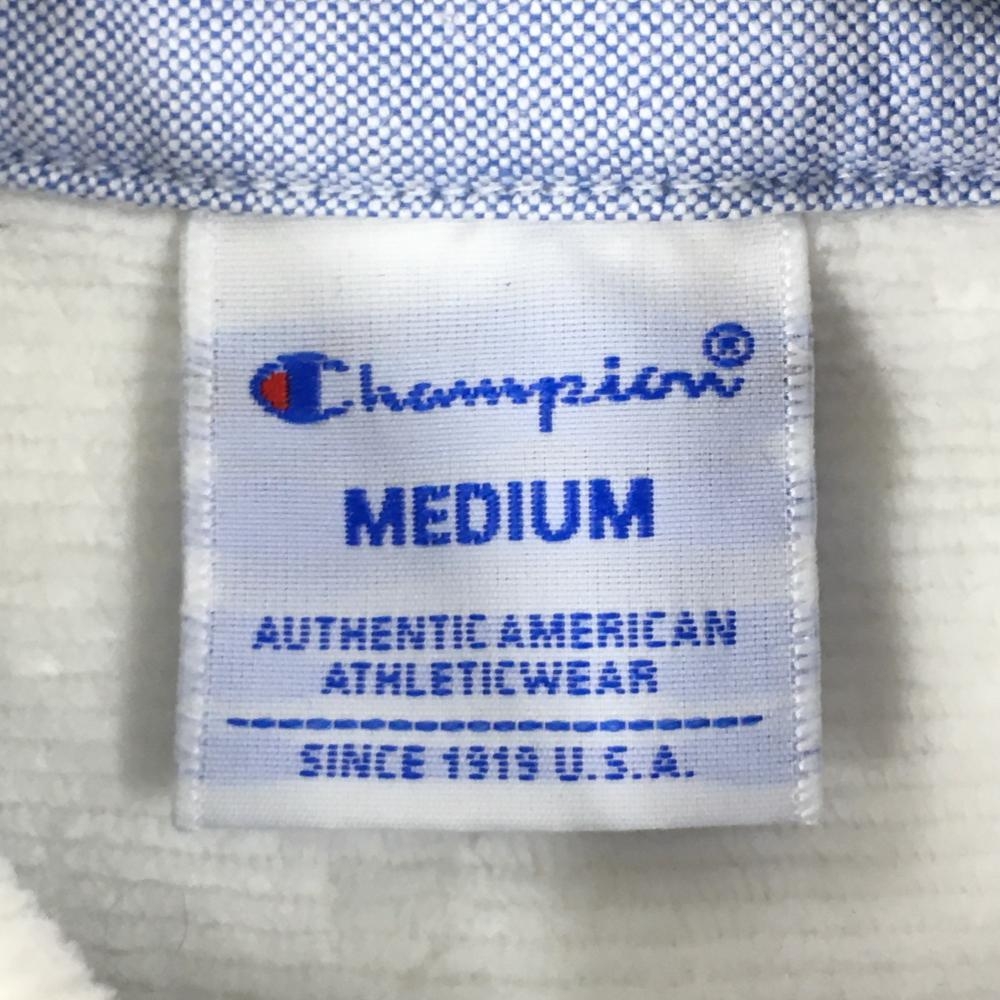 Champion®
MEDIUM
AUTHENTIC AMERICAN
ATHLETICWEAR
SINCE 1919 U.S.A.